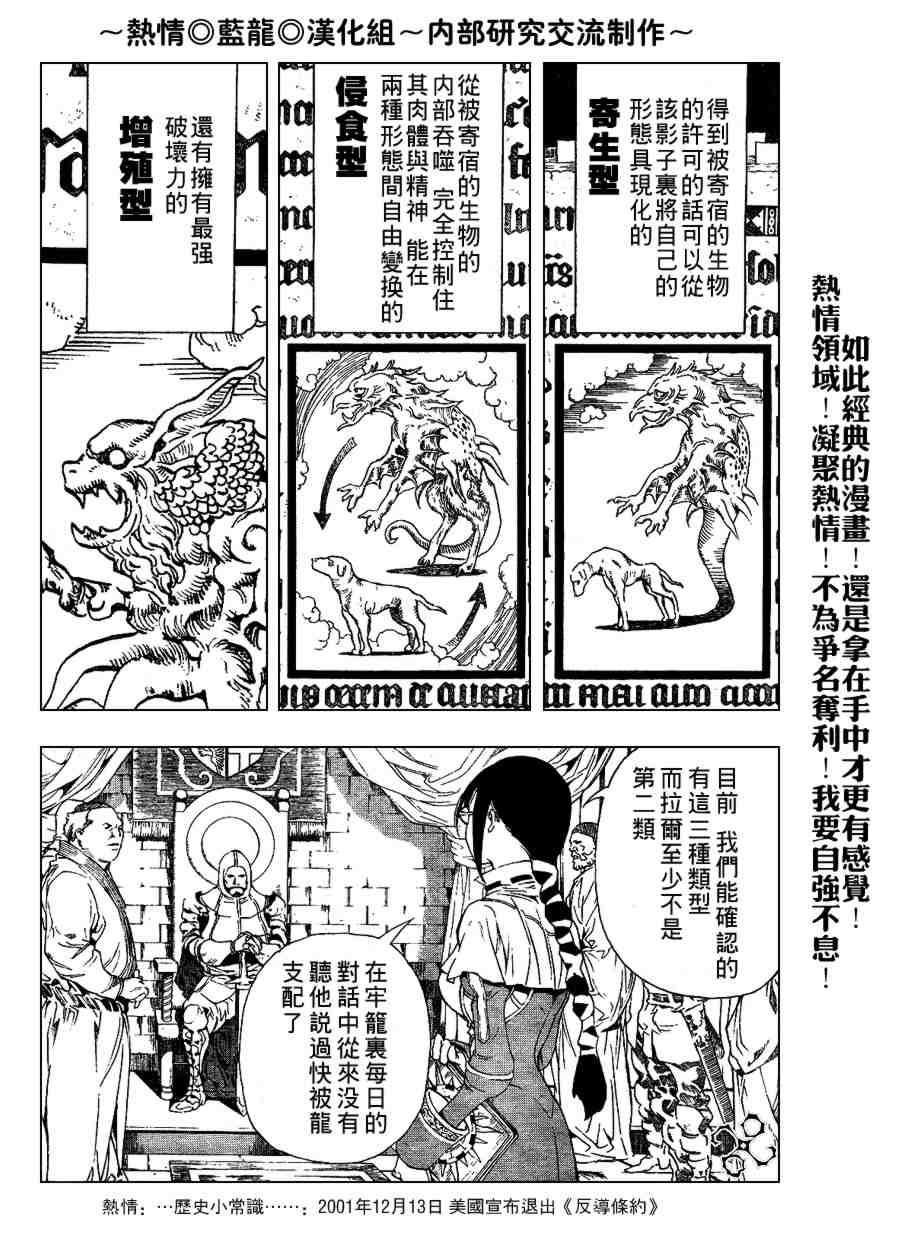 ～熱情◎藍龍◎漢化組～内部研究交流制作～
得到被寄宿的生物
的許可的話可以從
該影子裏將自己的
形態具現化的
寄生型
從被寄宿的生物的
内部吞噬 完全控制住
其肉體與精神 能在
兩種形態間自由變换的
侵食型
還有擁有最强
破壞力的
增殖型
目前 我們能確認的
有這三種類型
而拉爾至少不是
第二類
在牢籠裏每日的
對話中從來没有
聽他説過快被龍
支配了
如此經典的漫畫！還是拿在手中才更有感覺！
熱情領域！凝聚熱情！不為爭名奪利！我要自強不息！
熱情：…歷史小常識……：2001年12月13日 美國宣布退出《反導條約》